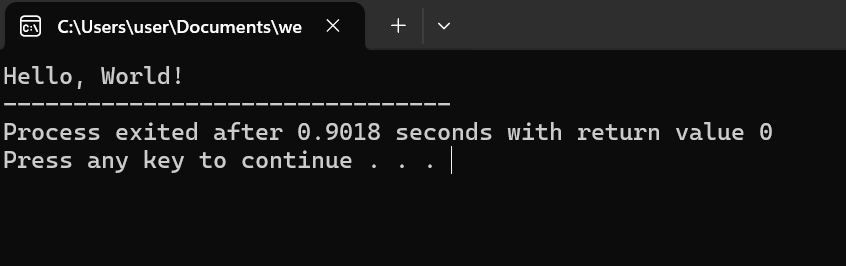 C:\Users\user\Documents\we
Hello, World!
--------------------------------
Process exited after 0.9018 seconds with return value 0
Press any key to continue . . .